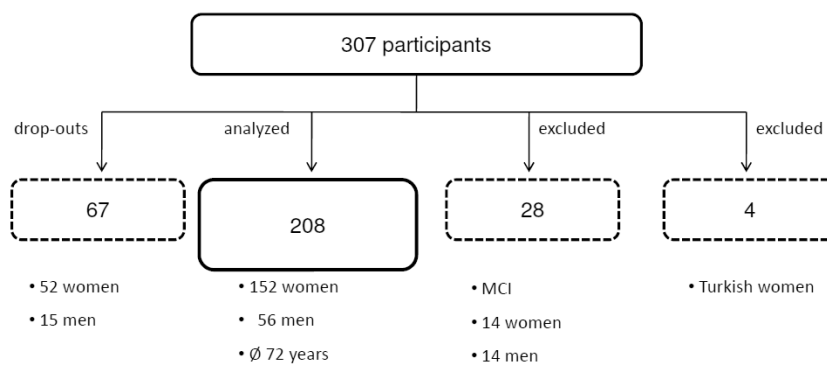 307 participants
drop-outs
analyzed
excluded
excluded
67
208
28
4
• 52 women
• 15 men
• 152 women
• 56 men
• Ø 72 years
• MCI
• 14 women
• 14 men
• Turkish women